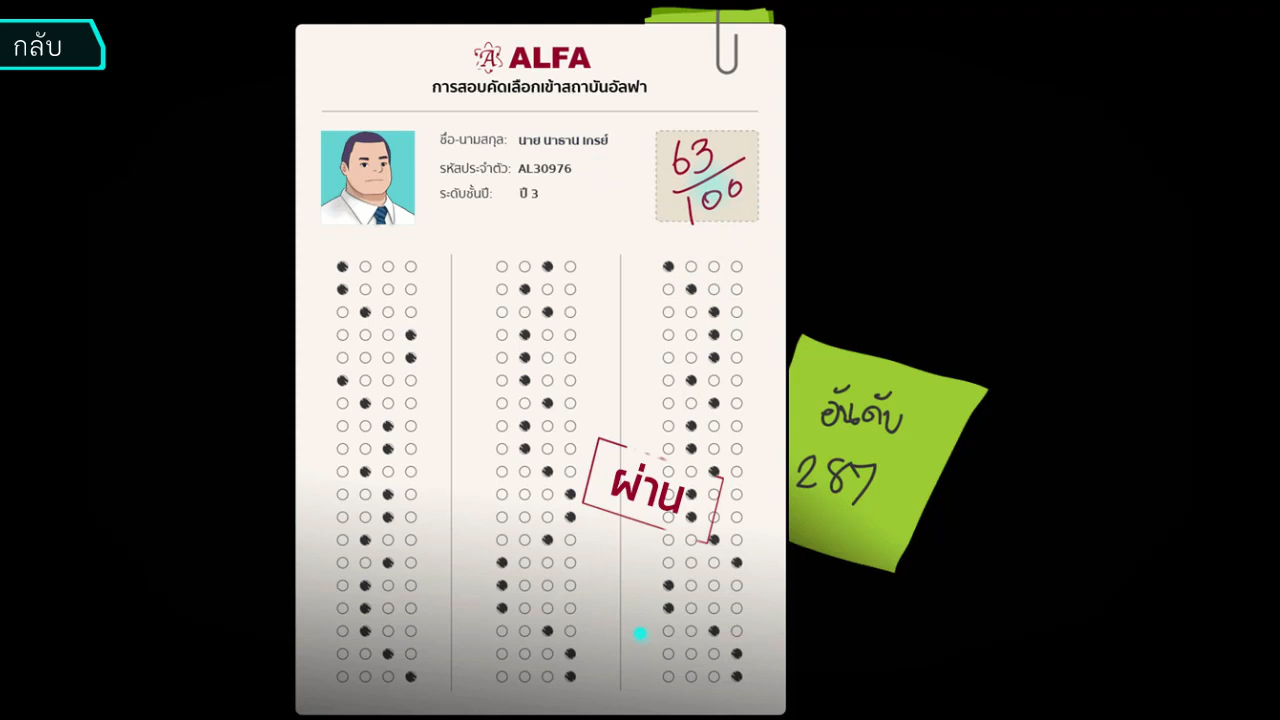 กลับ
ALFA
การสอบคัดเลือกเข้าสถาบันอัลฟา
ชื่อ-นามสกุล: นาย นาธาน เกรย์
รหัสประจำตัว: AL30976
ระดับชั้นปี: ปี 3
63
100
ผ่าน
อันดับ
287